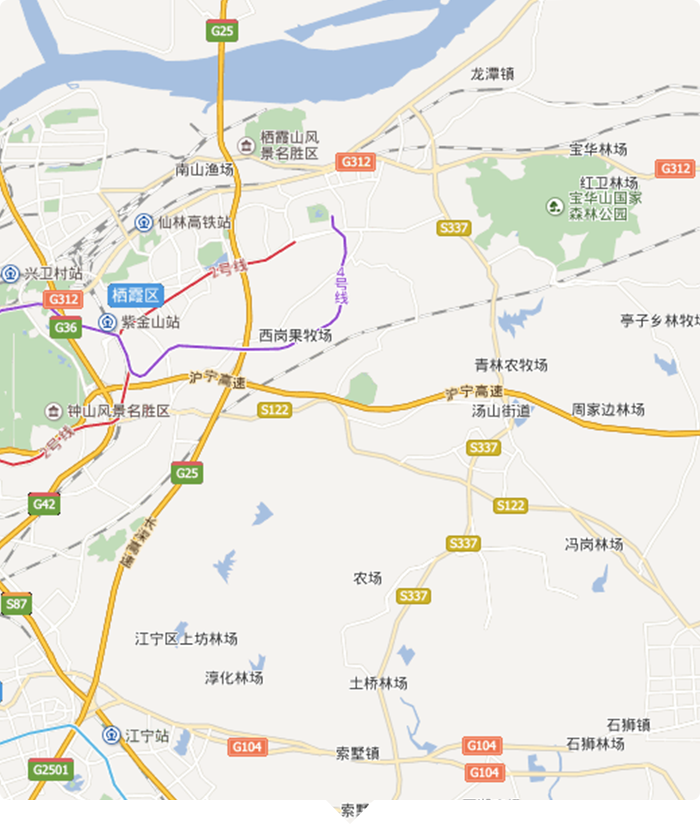 G25
龙潭镇
栖霞山风
景名胜区
G312
宝华林场
G312
南山渔场
红卫林场
宝华山国家
森林公园
仙林高铁站
S337
2号线
兴卫村站
4号线
栖霞区
G312
紫金山站
G36
亭子乡林牧场
西岗果牧场
青林农牧场
沪宁高速
沪宁高速
钟山风景名胜区
S122
汤山街道
周家边林场
2号线
S337
G25
G42
S122
长深高速
S337
冯岗林场
农场
S87
S337
江宁区上坊林场
淳化林场
土桥林场
石狮镇
江宁站
G104
索墅镇
G104
石狮林场
G2501
G104
索墅